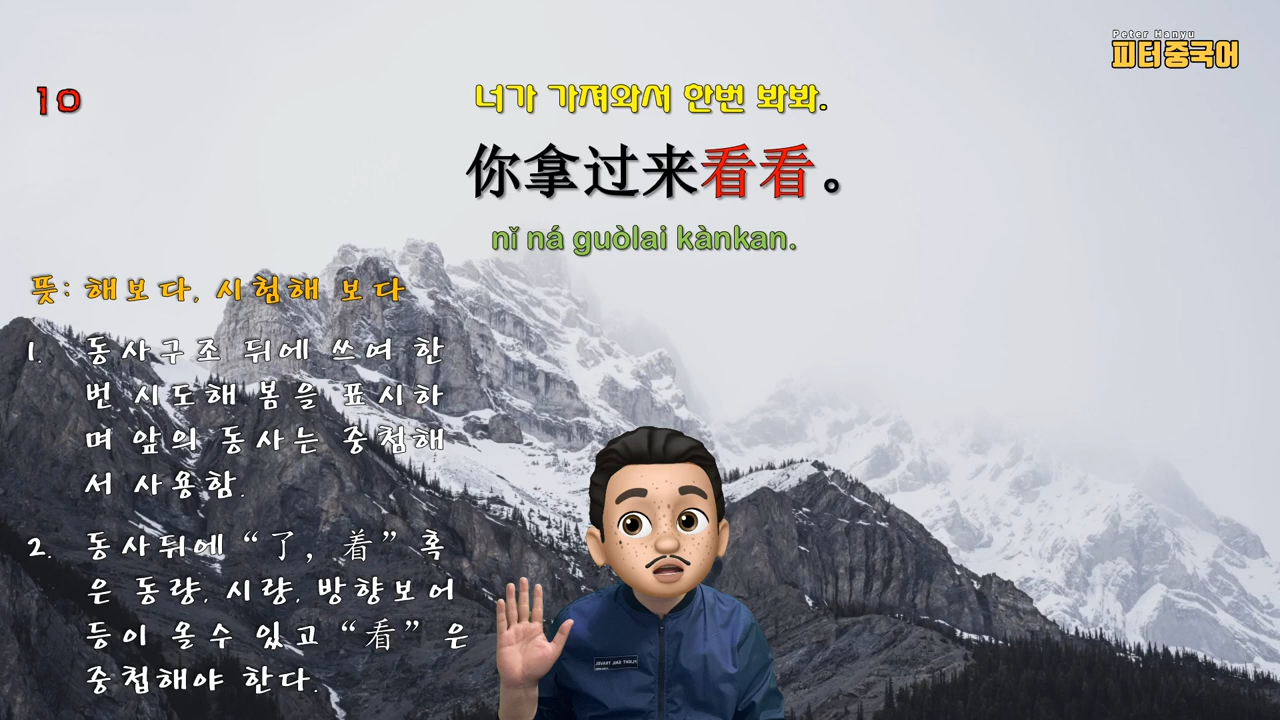 Peter Hanyu
피터중국어
10
너가 가져와서 한번 봐봐.
你拿过来看看。
nǐ ná guòlai kànkan.
뜻: 해보다, 시험해 보다
1. 동사구조 뒤에 쓰여 한
번 시도해 봄을 표시하
며 앞의 동사는 중첩해
서 사용함.
2. 동사뒤에 “了, 着” 혹
은 동량, 시량, 방향보어
등이 올수 있고 “看” 은
중첩해야 한다.